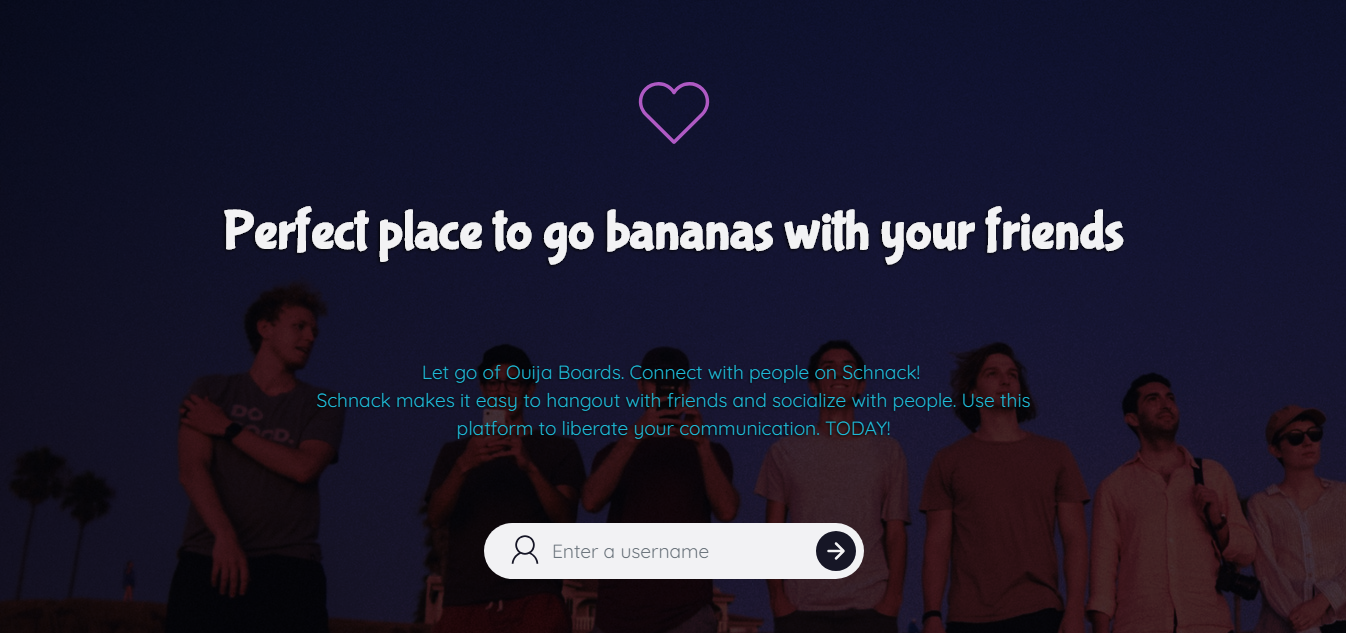 Perfect place to go bananas with your friends
Let go of Ouija Boards. Connect with people on Schnack!
Schnack makes it easy to hangout with friends and socialize with people. Use this
platform to liberate your communication. TODAY!
DO
Enter a username